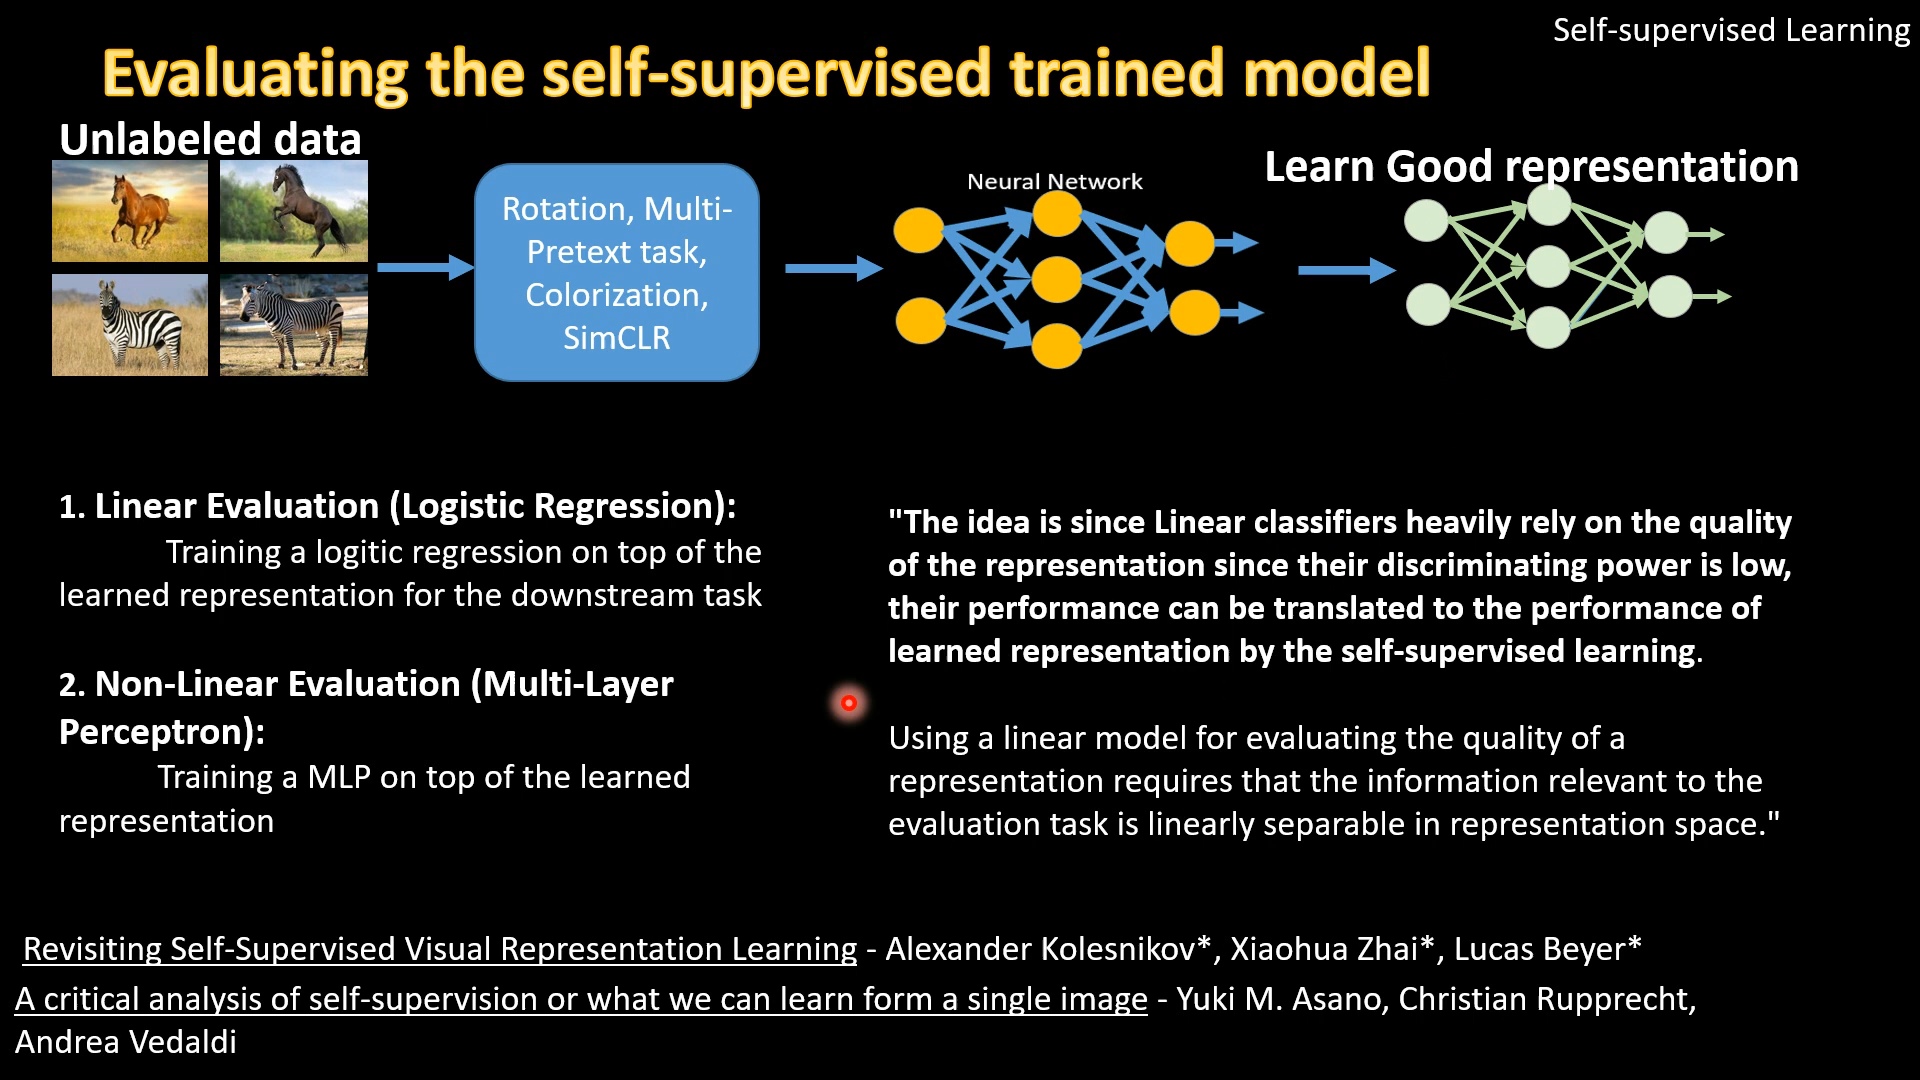 Self-supervised Learning
Evaluating the self-supervised trained model
Unlabeled data
Rotation, Multi-
Pretext task,
Colorization,
SimCLR
Neural Network
Learn Good representation
1. Linear Evaluation (Logistic Regression):
Training a logitic regression on top of the
learned representation for the downstream task
2. Non-Linear Evaluation (Multi-Layer
Perceptron):
Training a MLP on top of the learned
representation
"The idea is since Linear classifiers heavily rely on the quality
of the representation since their discriminating power is low,
their performance can be translated to the performance of
learned representation by the self-supervised learning.
Using a linear model for evaluating the quality of a
representation requires that the information relevant to the
evaluation task is linearly separable in representation space."
Revisiting Self-Supervised Visual Representation Learning - Alexander Kolesnikov*, Xiaohua Zhai*, Lucas Beyer*
A critical analysis of self-supervision or what we can learn form a single image - Yuki M. Asano, Christian Rupprecht,
Andrea Vedaldi